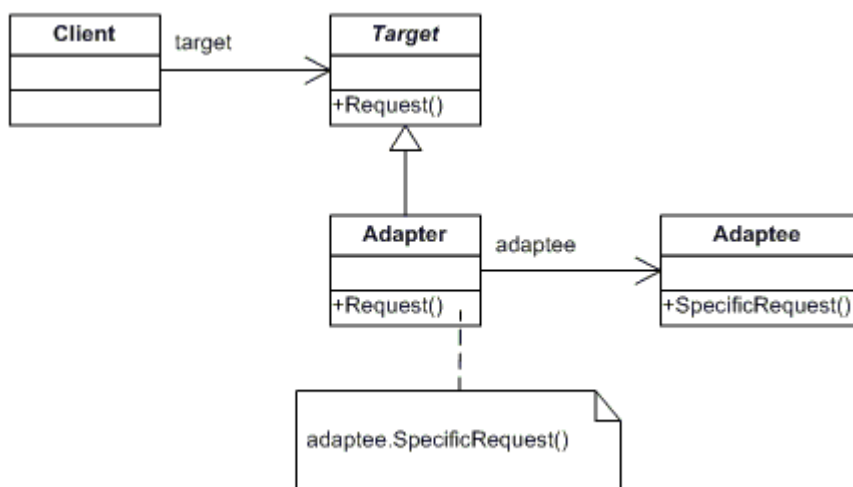 Client
target
Target
+Request()
Adapter
adaptee
Adaptee
+Request()
+SpecificRequest()
adaptee.SpecificRequest()